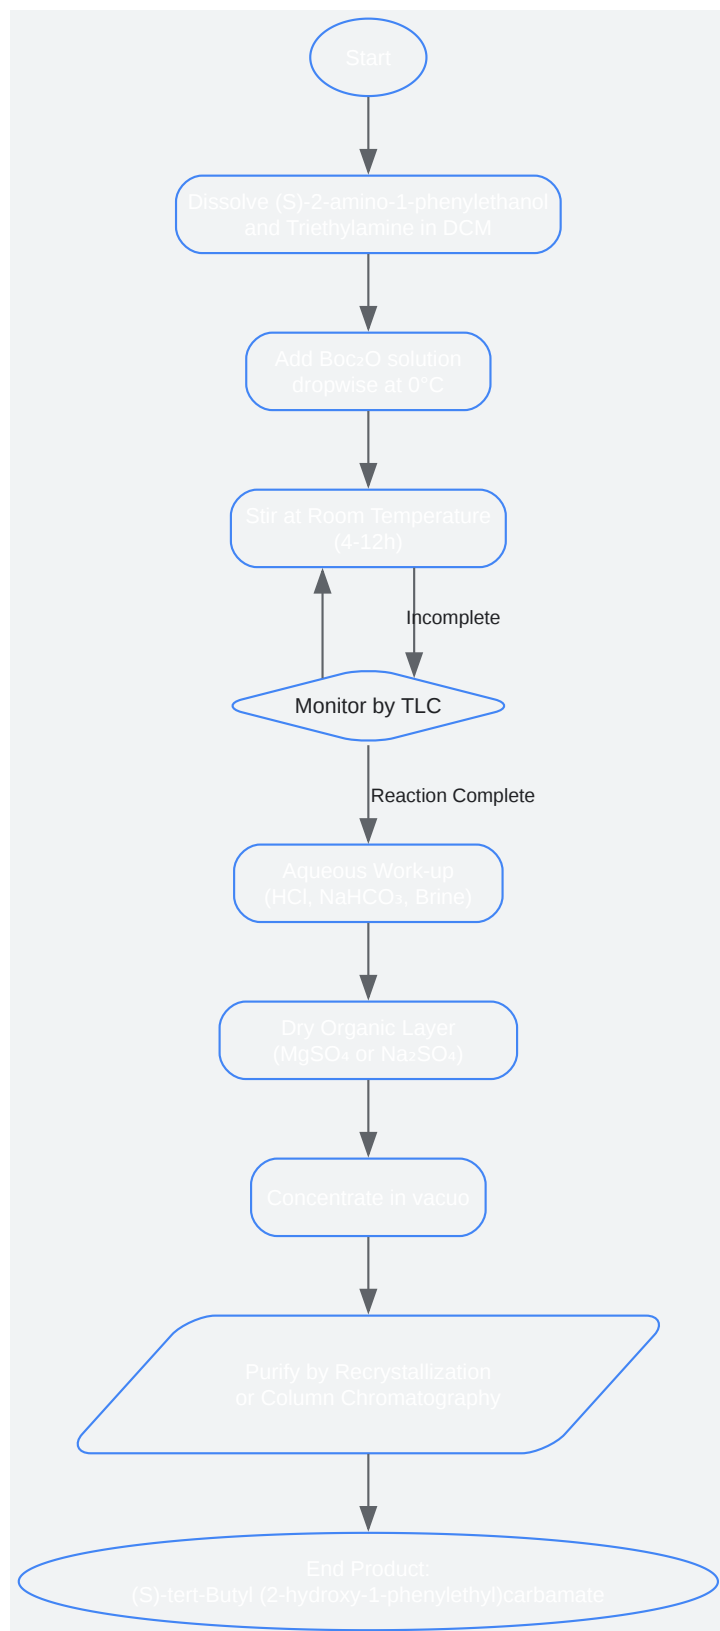 Start
Dissolve (S)-2-amino-1-phenylethanol
and Triethylamine in DCM
Add Boc₂O solution
dropwise at 0°C
Stir at Room Temperature
(4-12h)
Incomplete
Monitor by TLC
Reaction Complete
Aqueous Work-up
(HCl, NaHCO₃, Brine)
Dry Organic Layer
(MgSO₄ or Na₂SO₄)
Concentrate in vacuo
Purify by Recrystallization
or Column Chromatography
End Product:
(S)-tert-Butyl (2-hydroxy-1-phenylethyl)carbamate